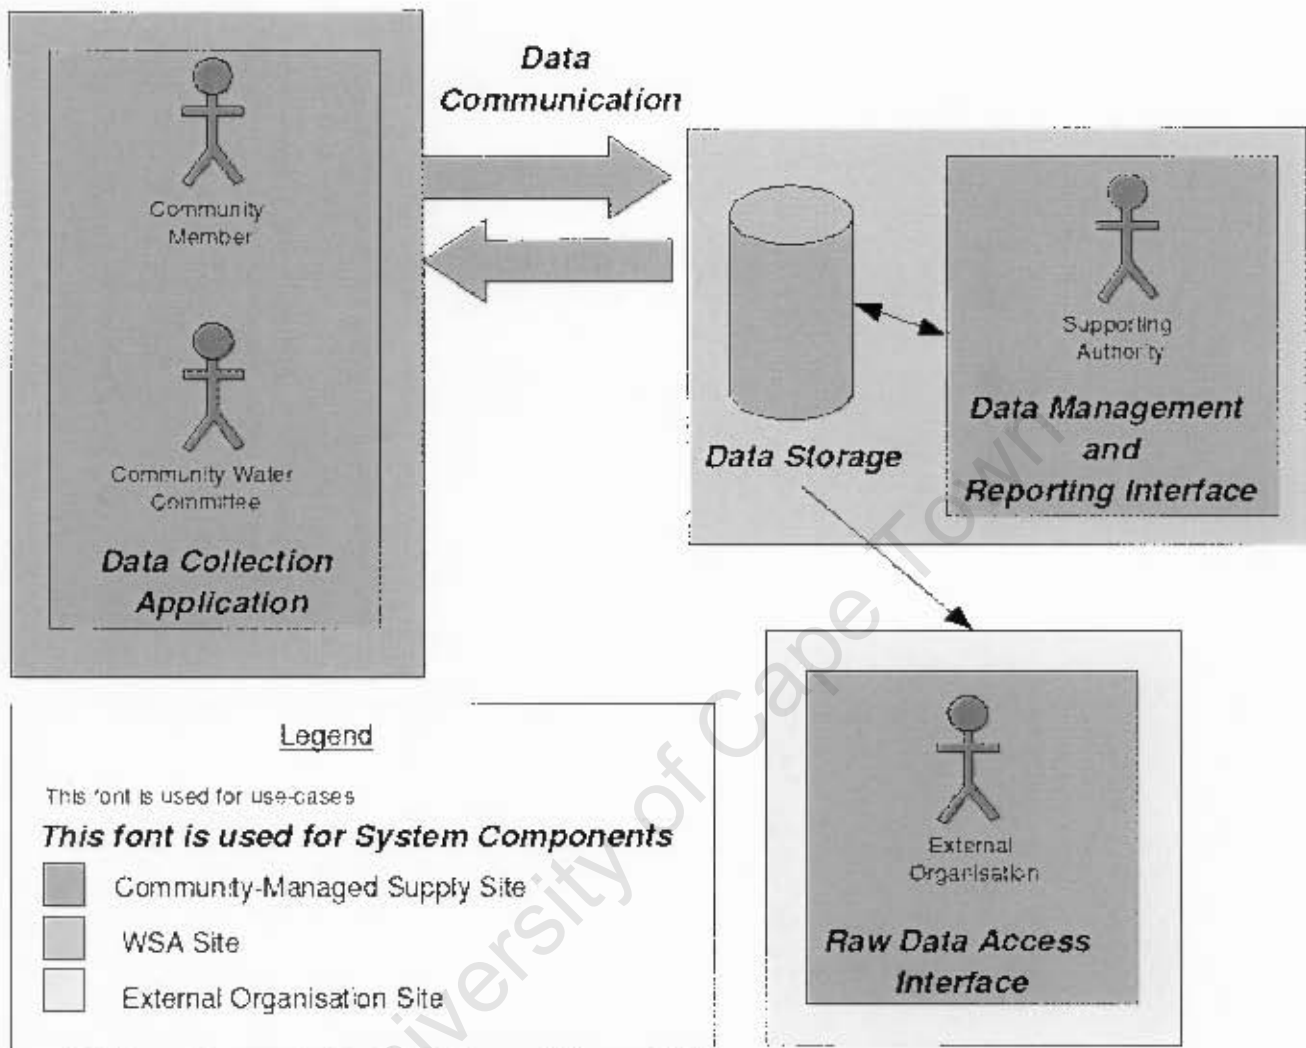 Data
Communication
Community
Member
Community Water
Committee
Data Collection
Application
Data Storage
Supporting
Authority
Data Management
and
Reporting Interface
External
Organisation
Raw Data Access
Interface
Legend
This font is used for use-cases
This font is used for System Components
Community-Managed Supply Site
WSA Site
External Organisation Site
University of Cape Town